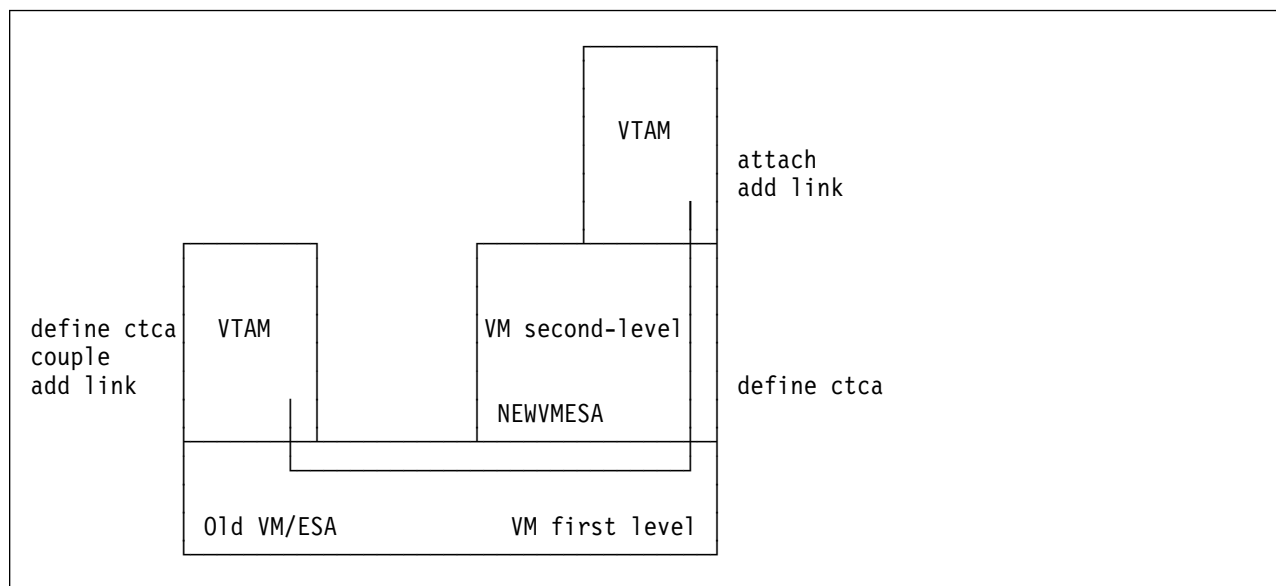 VTAM
attach
add link
define ctca VTAM VM second-level
couple
add link define ctca
NEWVMESA
Old VM/ESA VM first level